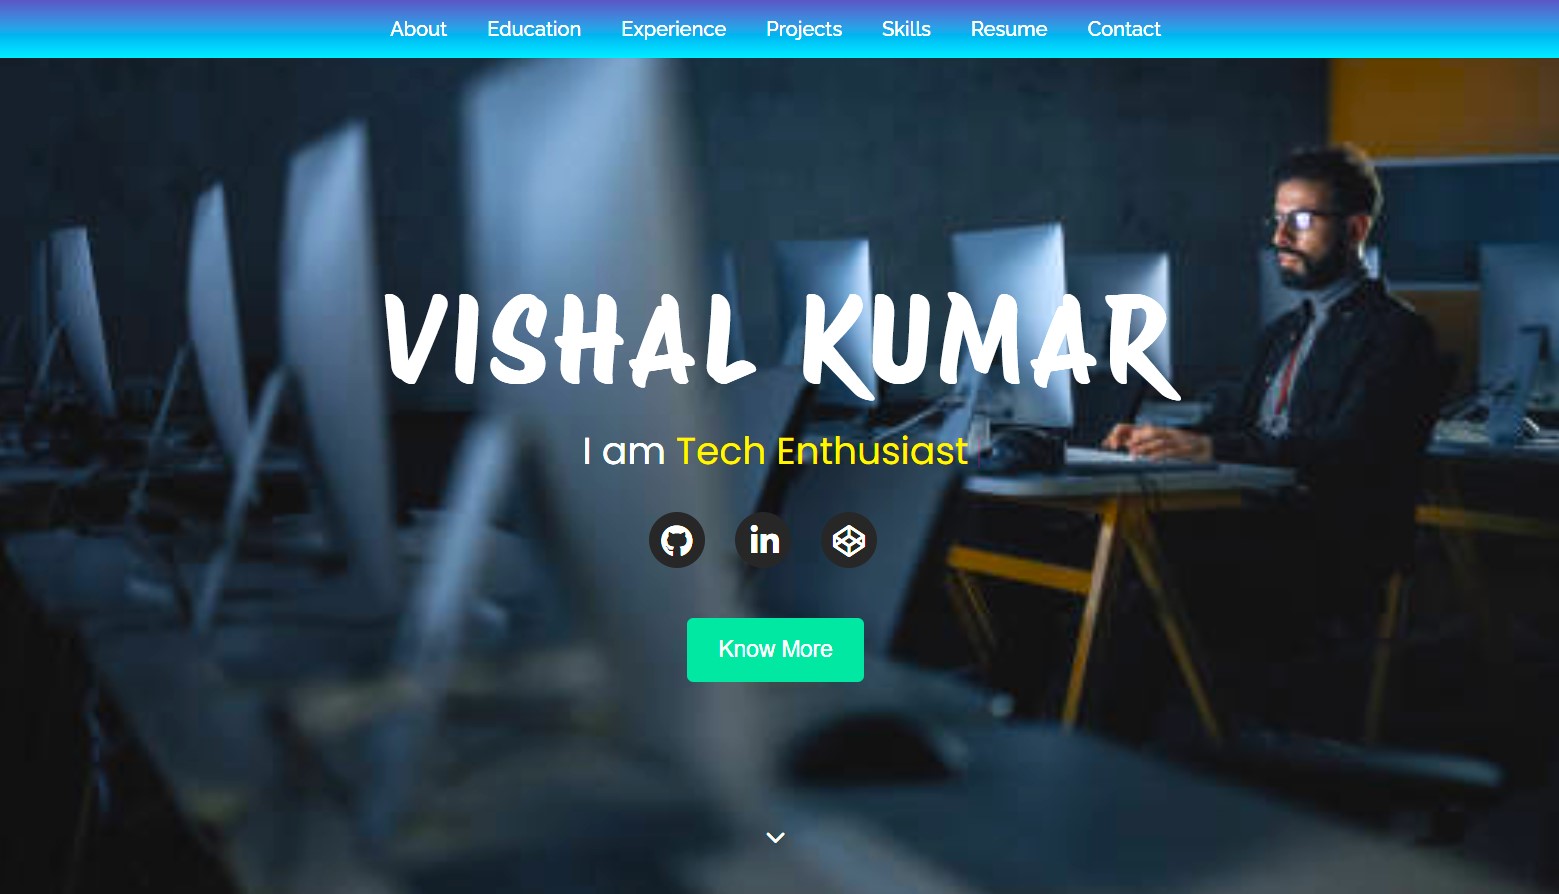 About Education Experience Projects Skills Resume Contact
VISHAL KUMAR
I am Tech Enthusiast
in
Know More